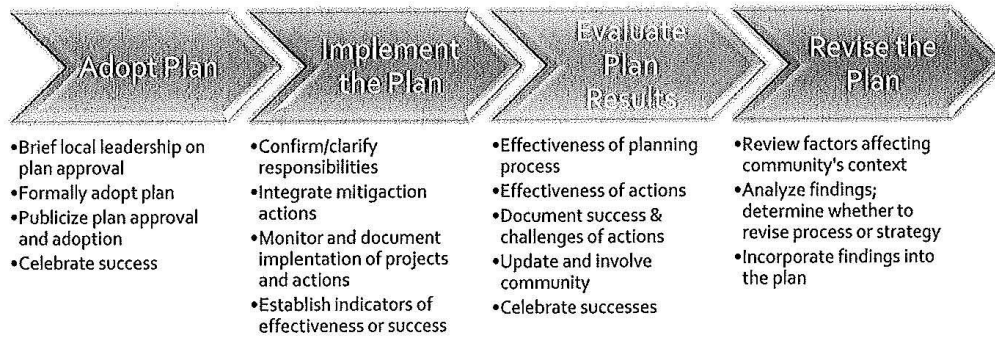 Adopt Plan
•Brief local leadership on
plan approval
•Formally adopt plan
•Publicize plan approval
and adoption
•Celebrate success
Implement
the Plan
•Confirm/clarify
responsibilities
•Integrate mitigaction
actions
•Monitor and document
implentation of projects
and actions
•Establish indicators of
effectiveness or success
Evaluate
Plan
Results
•Effectiveness of planning
process
•Effectiveness of actions
•Document success &
challenges of actions
•Update and involve
community
•Celebrate successes
Revise the
Plan
•Review factors affecting
community's context
•Analyze findings;
determine whether to
revise process or strategy
•Incorporate findings into
the plan